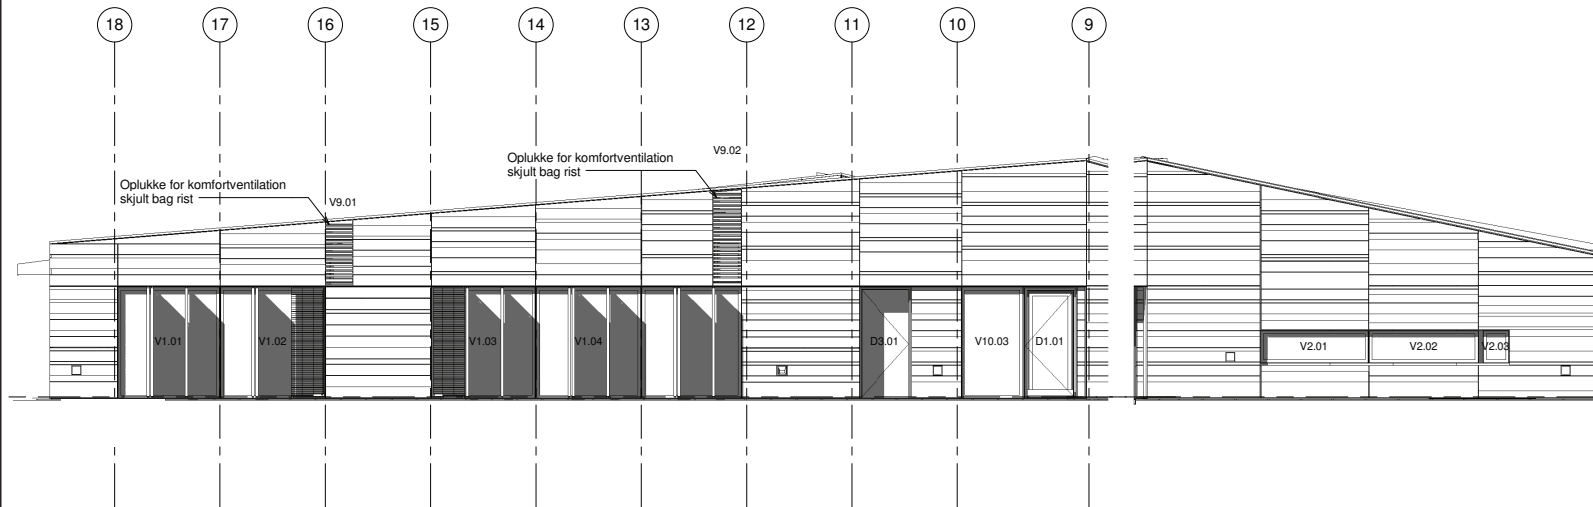 18 17 16 15 14 13 12 11 10 9
V9.02
Oplukke for komfortventilation
skjult bag rist
Oplukke for komfortventilation
skjult bag rist
V9.01
V1.01 V1.02 V1.03 V1.04 D3.01 V10.03 D1.01 V2.01 V2.02 V2.03